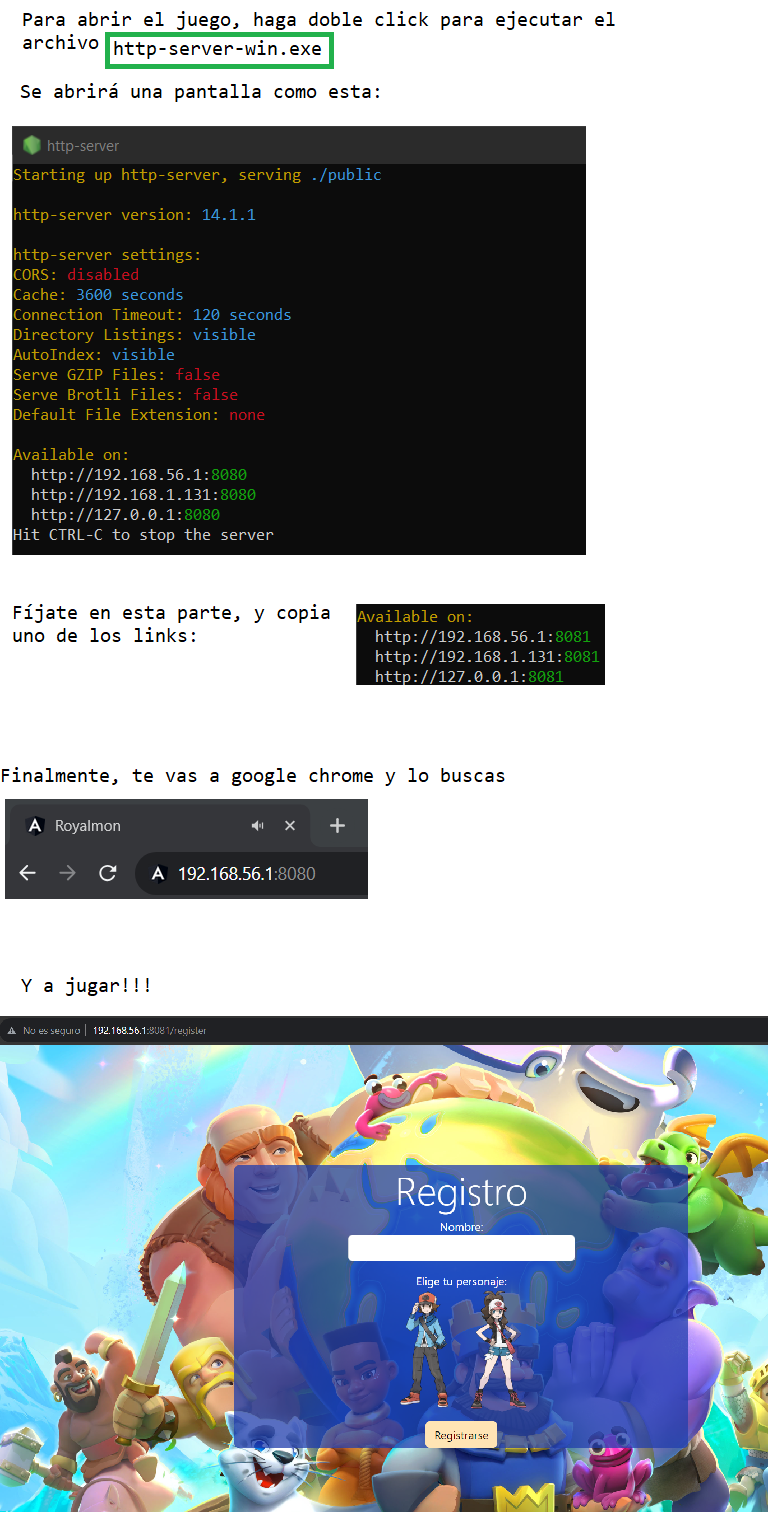 Para abrir el juego, haga doble click para ejecutar el
archivo http-server-win.exe
Se abrirá una pantalla como esta:
http-server
Starting up http-server, serving ./public
http-server version: 14.1.1
http-server settings:
CORS: disabled
Cache: 3600 seconds
Connection Timeout: 120 seconds
Directory Listings: visible
AutoIndex: visible
Serve GZIP Files: false
Serve Brotli Files: false
Default File Extension: none
Available on:
http://192.168.56.1:8080
http://192.168.1.131:8080
http://127.0.0.1:8080
Hit CTRL-C to stop the server
Fíjate en esta parte, y copia
uno de los links:
Available on:
http://192.168.56.1:8081
http://192.168.1.131:8081
http://127.0.0.1:8081
Finalmente, te vas a google chrome y lo buscas
Royalmon
192.168.56.1:8080
Y a jugar!!!
No es seguro | 192.168.56.1:8081/register
Registro
Nombre:
Elige tu personaje:
Registrarse